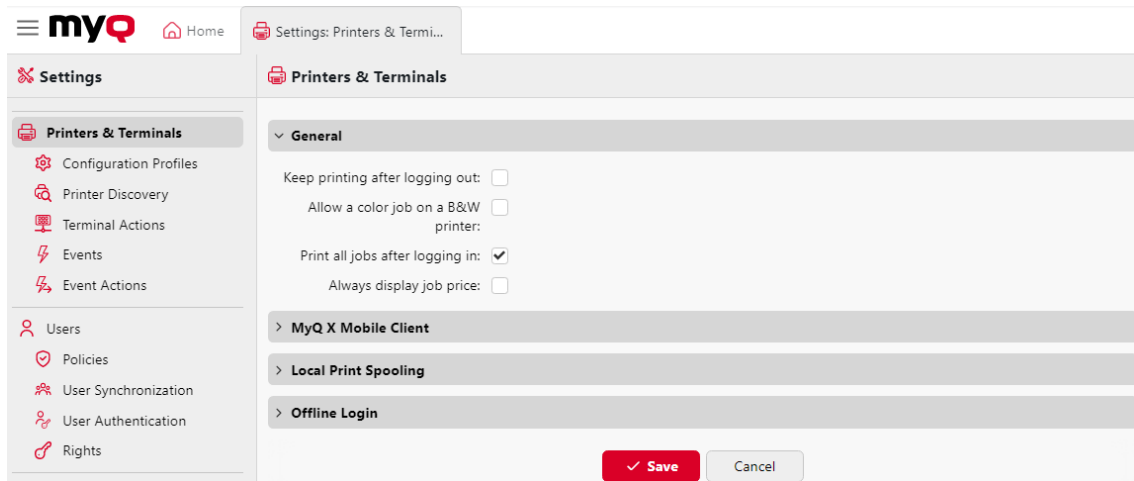 myQ
Home
Settings: Printers & Termi...
Settings
Printers & Terminals
Configuration Profiles
Printer Discovery
Terminal Actions
Events
Event Actions
Users
Policies
User Synchronization
User Authentication
Rights
Printers & Terminals
General
Keep printing after logging out:
Allow a color job on a B&W
printer:
Print all jobs after logging in:
Always display job price:
MyQ X Mobile Client
Local Print Spooling
Offline Login
Save
Cancel